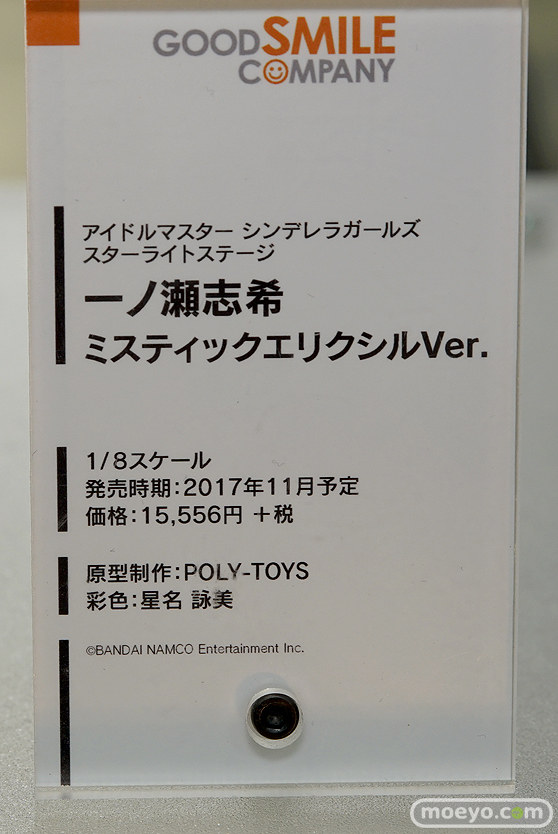 GOODSMILE
COMPANY
アイドルマスター シンデレラガールズ
スターライトステージ
一ノ瀬志希
ミスティックエリクシルVer.
1/8スケール
発売時期:2017年11月予定
価格:15,556円 +税
原型制作:POLY-TOYS
彩色:星名 詠美
©BANDAI NAMCO Entertainment Inc.
moeyo.com